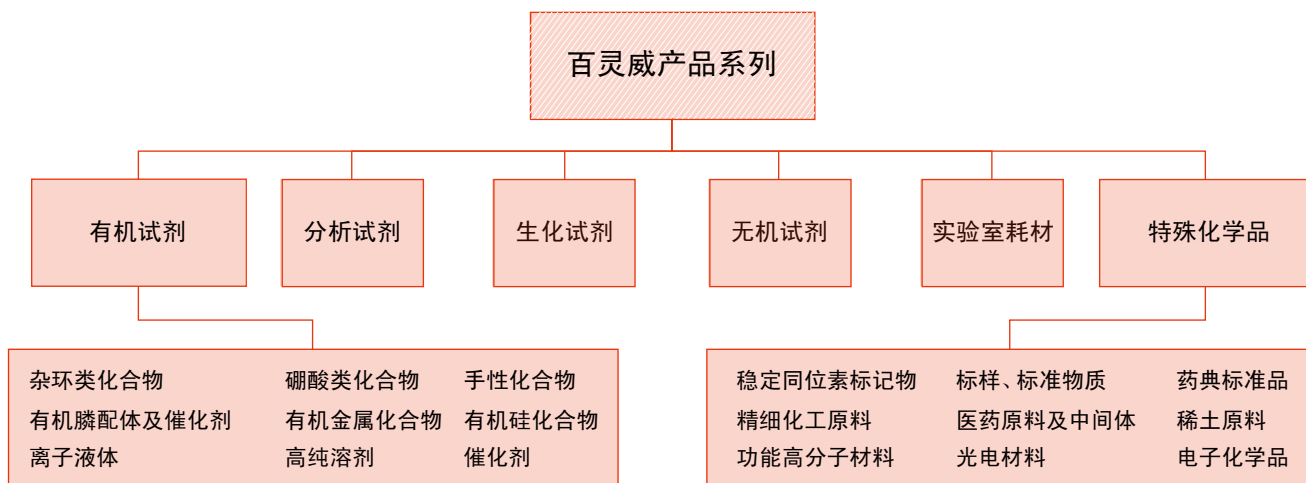 百灵威产品系列
有机试剂
分析试剂
生化试剂
无机试剂
实验室耗材
特殊化学品
杂环类化合物 硼酸类化合物 手性化合物
有机膦配体及催化剂 有机金属化合物 有机硅化合物
离子液体 高纯溶剂 催化剂
稳定同位素标记物 标样、标准物质 药典标准品
精细化工原料 医药原料及中间体 稀土原料
功能高分子材料 光电材料 电子化学品